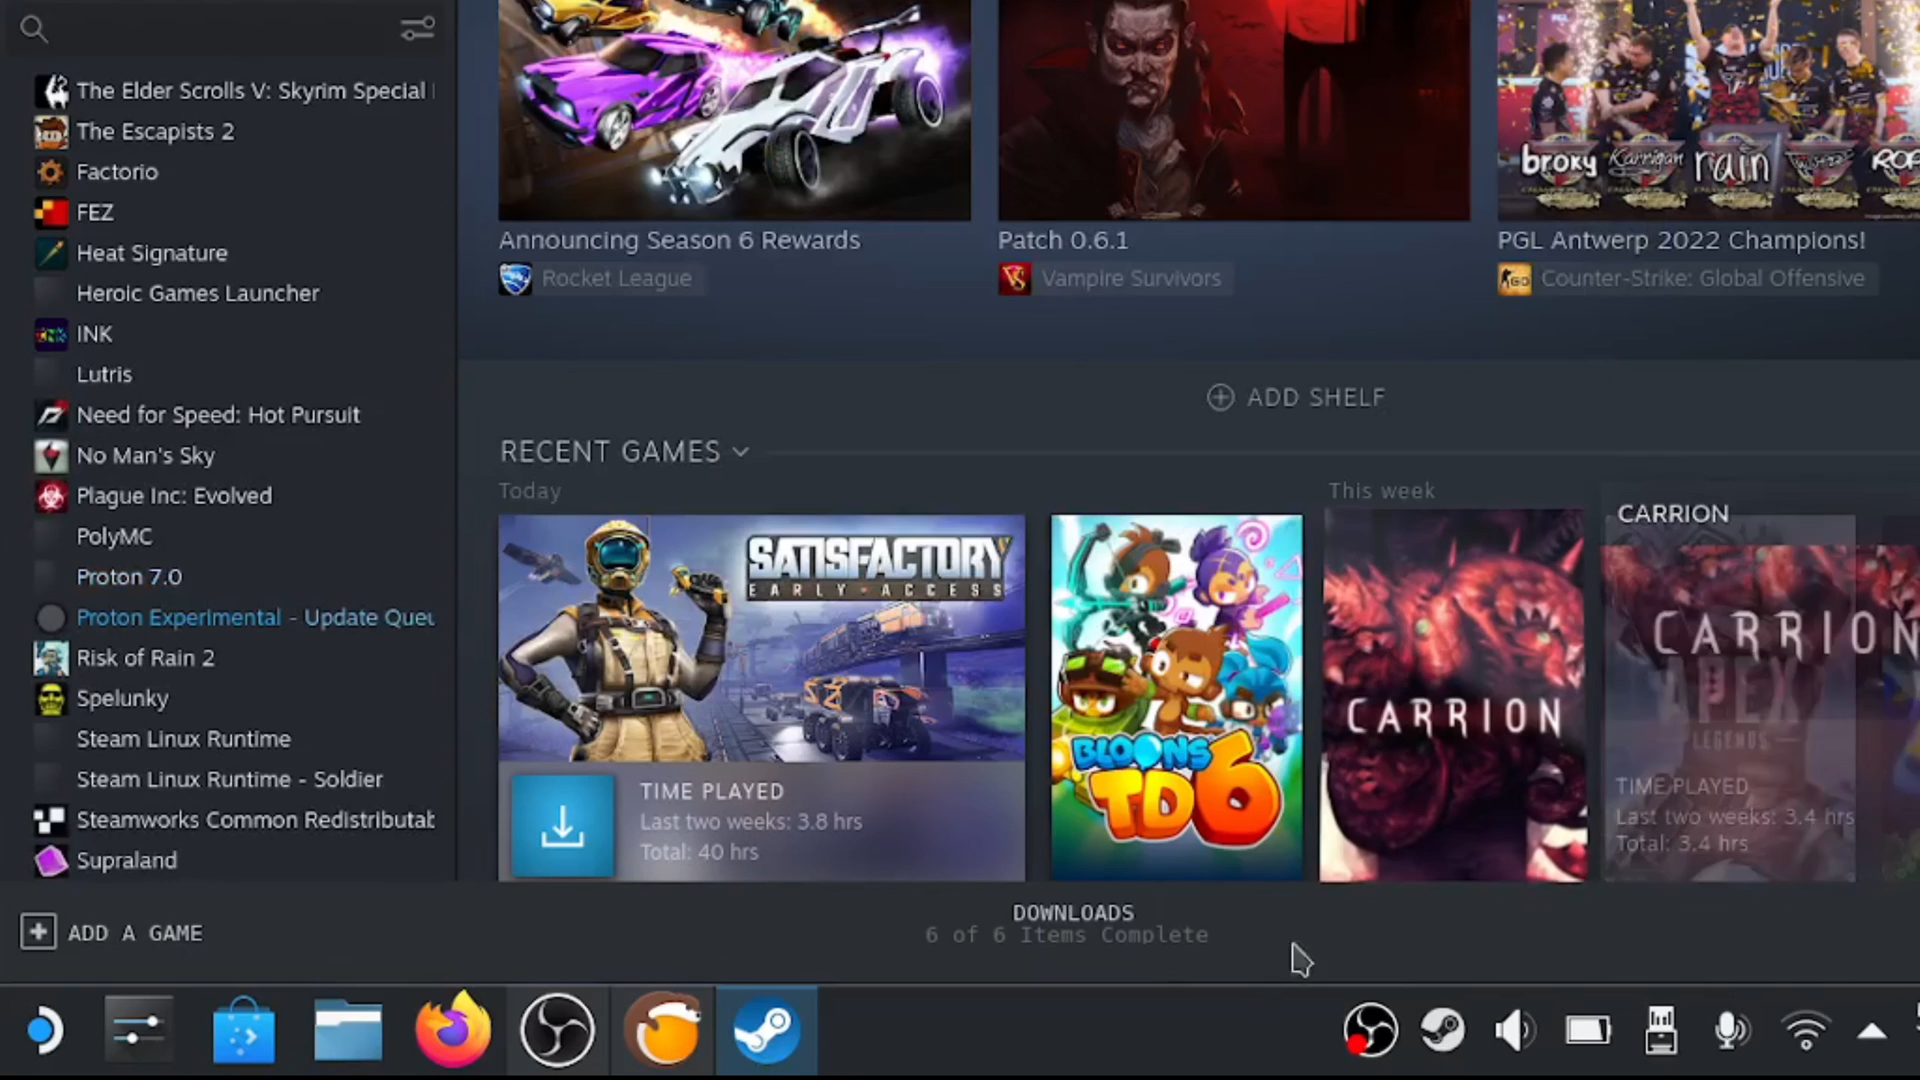 The Elder Scrolls V: Skyrim Special
The Escapists 2
Factorio
FEZ
Heat Signature
Heroic Games Launcher
INK
Lutris
Need for Speed: Hot Pursuit
No Man's Sky
Plague Inc: Evolved
PolyMC
Proton 7.0
Proton Experimental - Update Queu
Risk of Rain 2
Spelunky
Steam Linux Runtime
Steam Linux Runtime - Soldier
Steamworks Common Redistributab
Supraland
ADD A GAME
broky Karrigan rain
Announcing Season 6 Rewards
Rocket League
Patch 0.6.1
Vampire Survivors
PGL Antwerp 2022 Champions!
Counter-Strike: Global Offensive
ADD SHELF
RECENT GAMES
Today
This week
SATISFACTORY
EARLY ACCESS
TIME PLAYED
Last two weeks: 3.8 hrs
Total: 40 hrs
BLOONS
TD6
CARRION
CARRION
CARRION
APEX
LEGENDS
TIME PLAYED
Last two weeks: 3.4 hrs
Total: 3.4 hrs
DOWNLOADS
6 of 6 Items Complete